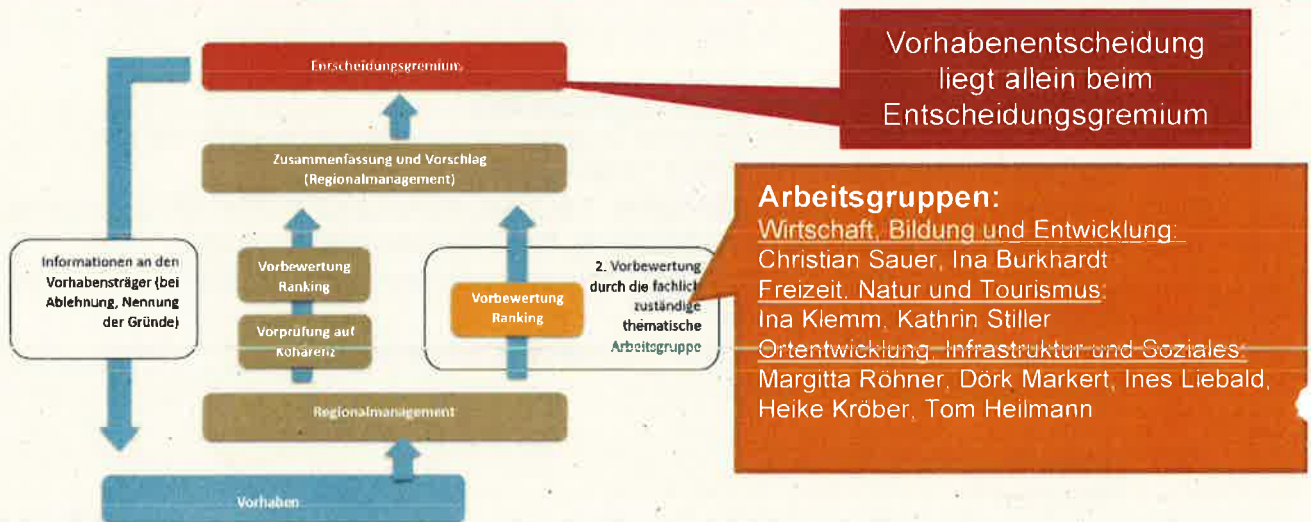 Entscheidungsgremium
Vorhabenentscheidung
liegt allein beim
Entscheidungsgremium
Zusammenfassung und Vorschlag
(Regionalmanagement)
Arbeitsgruppen:
Wirtschaft, Bildung und Entwicklung:
Christian Sauer, Ina Burkhardt
Freizeit, Natur und Tourismus:
Ina Klemm, Kathrin Stiller
Ortentwicklung, Infrastruktur und Soziales:
Margitta Röhner, Dörk Markert, Ines Liebald,
Heike Kröber, Tom Heilmann
Informationen an den
Vorhabensträger (bei
Ablehnung, Nennung
der Gründe)
Vorbewertung
Ranking
Vorprüfung auf
Kohärenz
Vorbewertung
Ranking
2. Vorbewertung
durch die fachlich
zuständige
thematische
Arbeitsgruppe
Regionalmanagement
Vorhaben